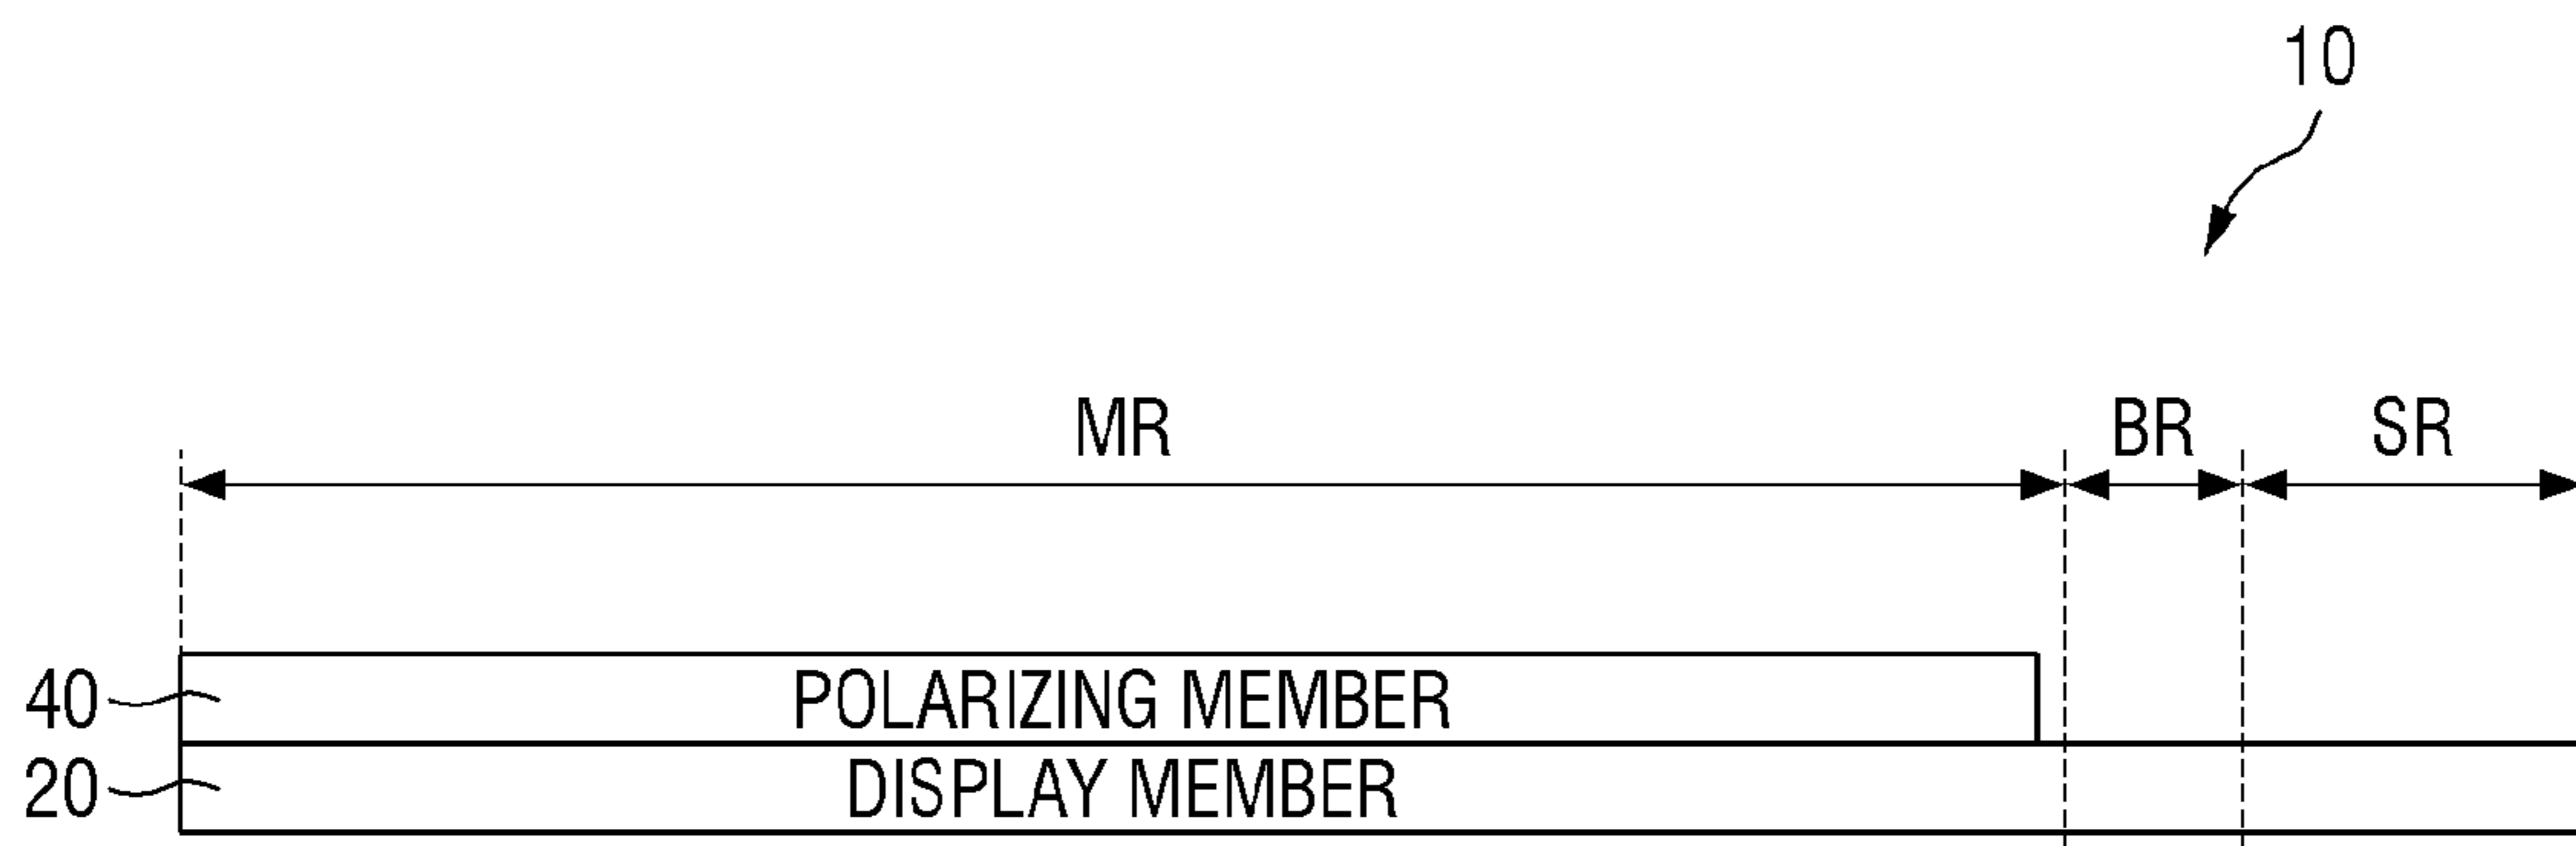 10
MR BR SR
40 POLARIZING MEMBER
20 DISPLAY MEMBER